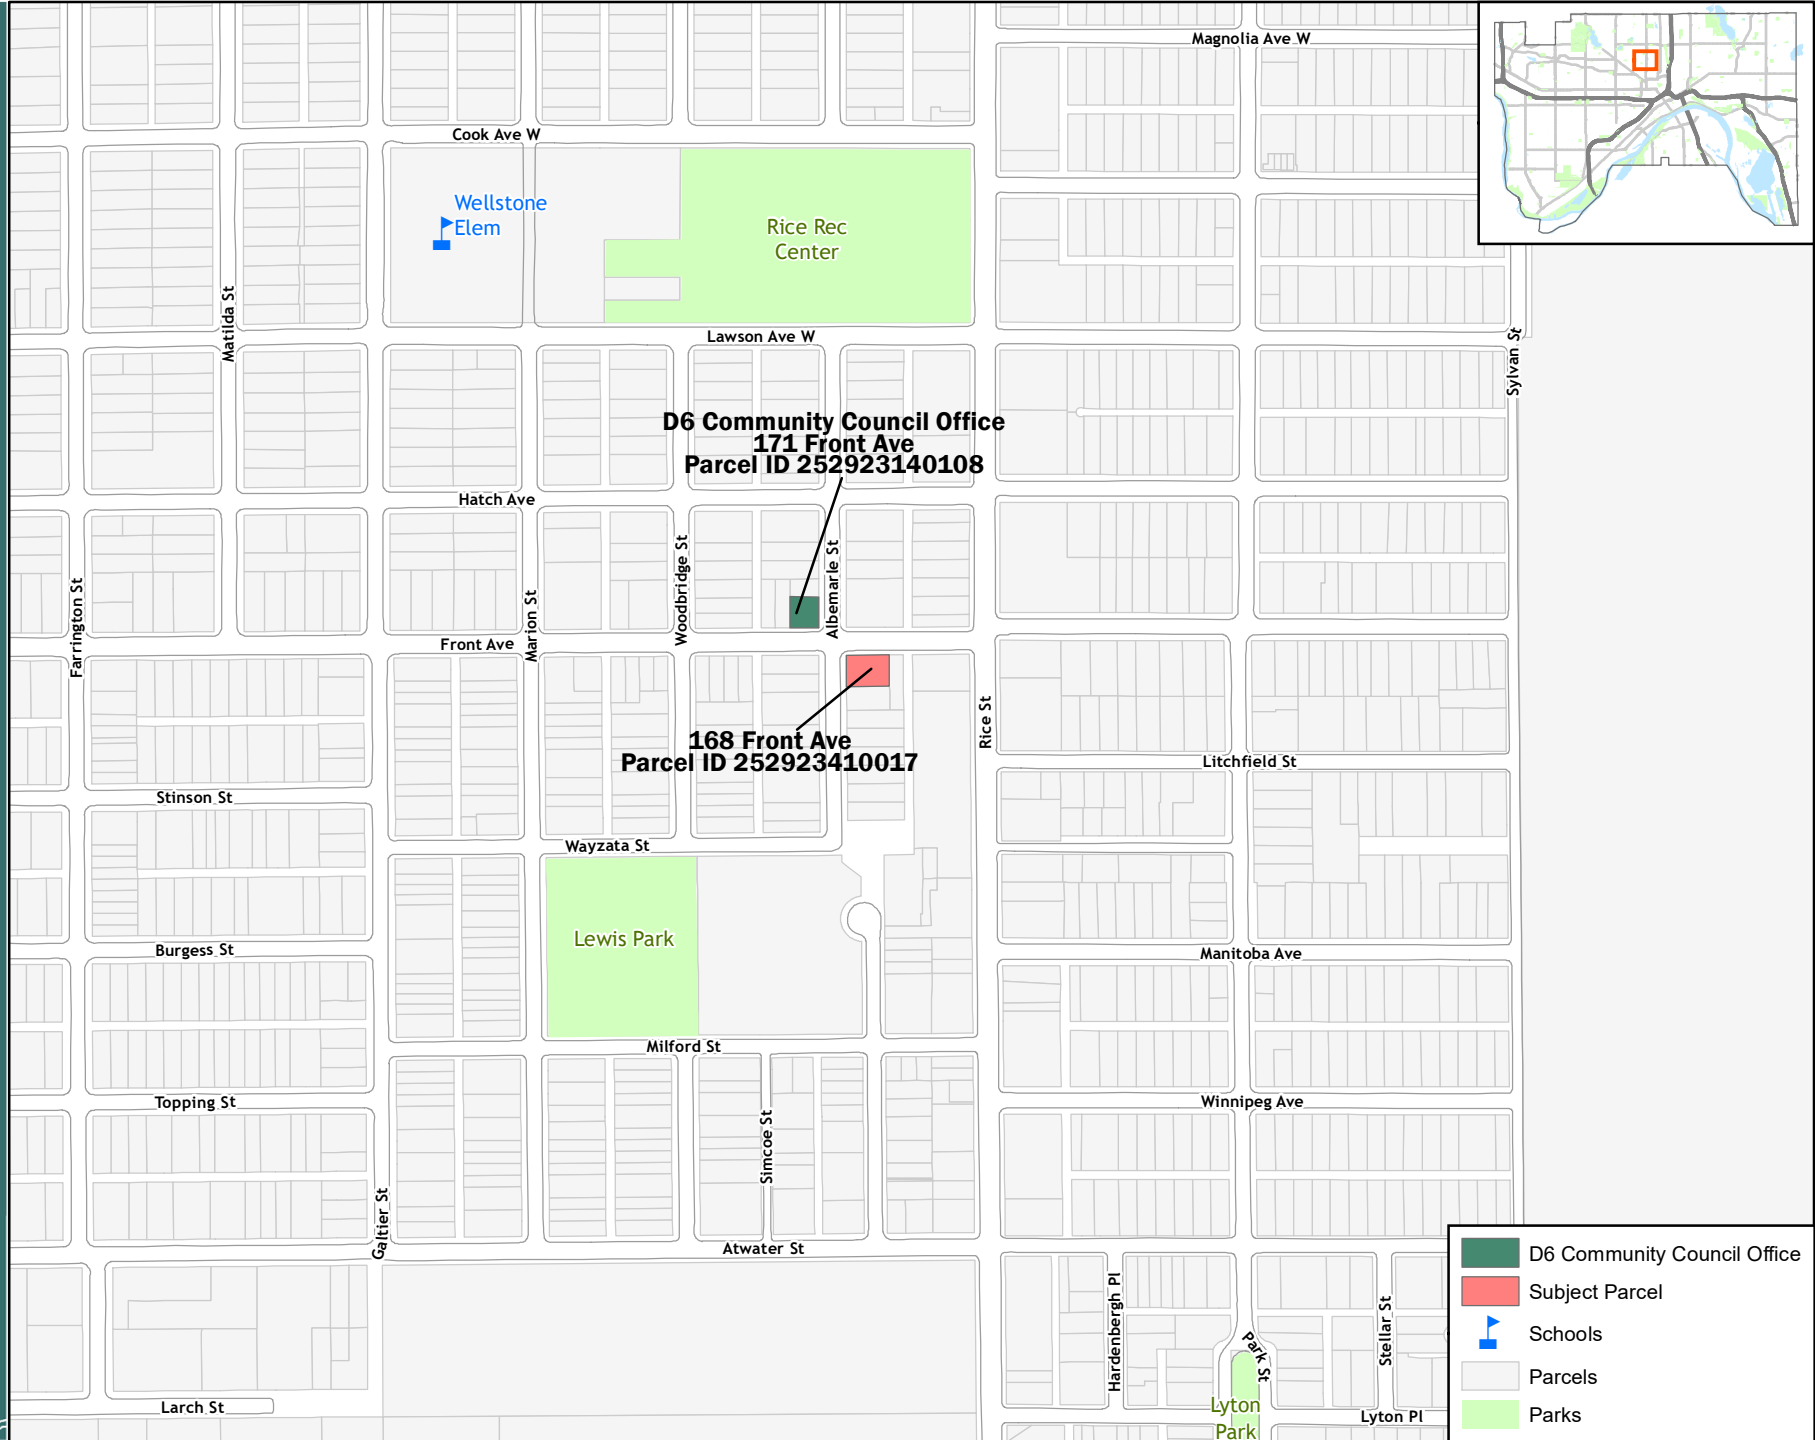 Magnolia Ave W
Cook Ave W
Wellstone
Elem
Rice Rec
Center
Matilda St
Lawson Ave W
Sylvan St
D6 Community Council Office
171 Front Ave
Parcel ID 252923140108
Hatch Ave
Farrington St
Marion St
Woodbridge St
Albemarle St
Front Ave
Rice St
168 Front Ave
Parcel ID 252923410017
Litchfield St
Stinson St
Wayzata St
Lewis Park
Burgess St
Manitoba Ave
Milford St
Topping St
Winnipeg Ave
Simcoe St
Galtier St
Atwater St
Hardenbergh Pl
Park St
Stellar St
Larch St
Lyton
Park
Lyton Pl
D6 Community Council Office
Subject Parcel
Schools
Parcels
Parks